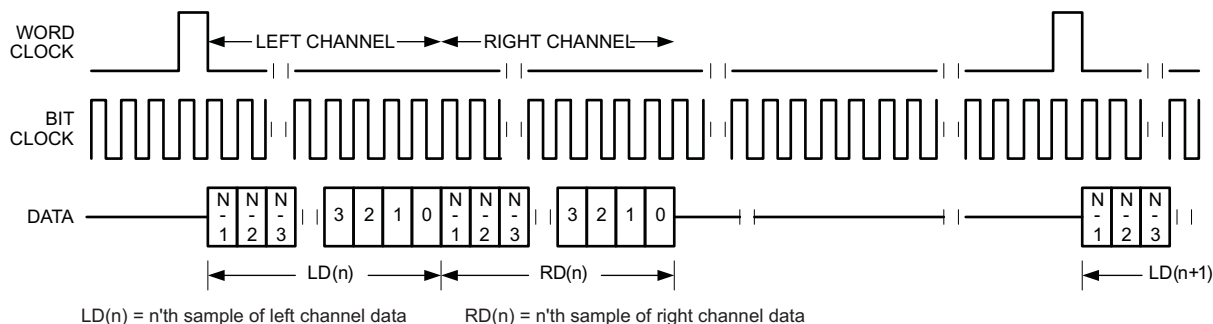 WORD
CLOCK
LEFT CHANNEL
RIGHT CHANNEL
BIT
CLOCK
DATA
N-1 N-2 N-3 3 2 1 0 N-1 N-2 N-3 3 2 1 0 N-1 N-2 N-3
LD(n) RD(n) LD(n+1)
LD(n) = n'th sample of left channel data RD(n) = n'th sample of right channel data